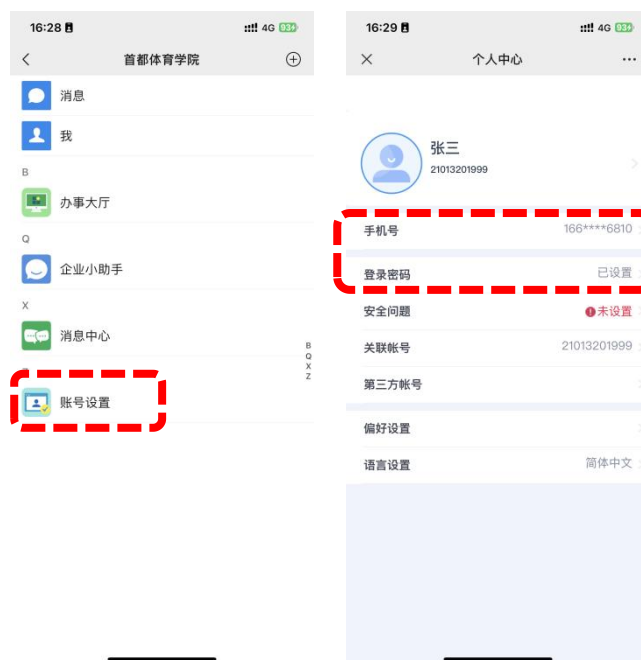 16:28
4G 93
首都体育学院
消息
我
B
办事大厅
Q
企业小助手
X
消息中心
账号设置
B
Q
X
Z
16:29
4G 93
个人中心
张三
21013201999
手机号 166****6810
登录密码 已设置
安全问题 未设置
关联帐号 21013201999
第三方帐号
偏好设置
语言设置 简体中文